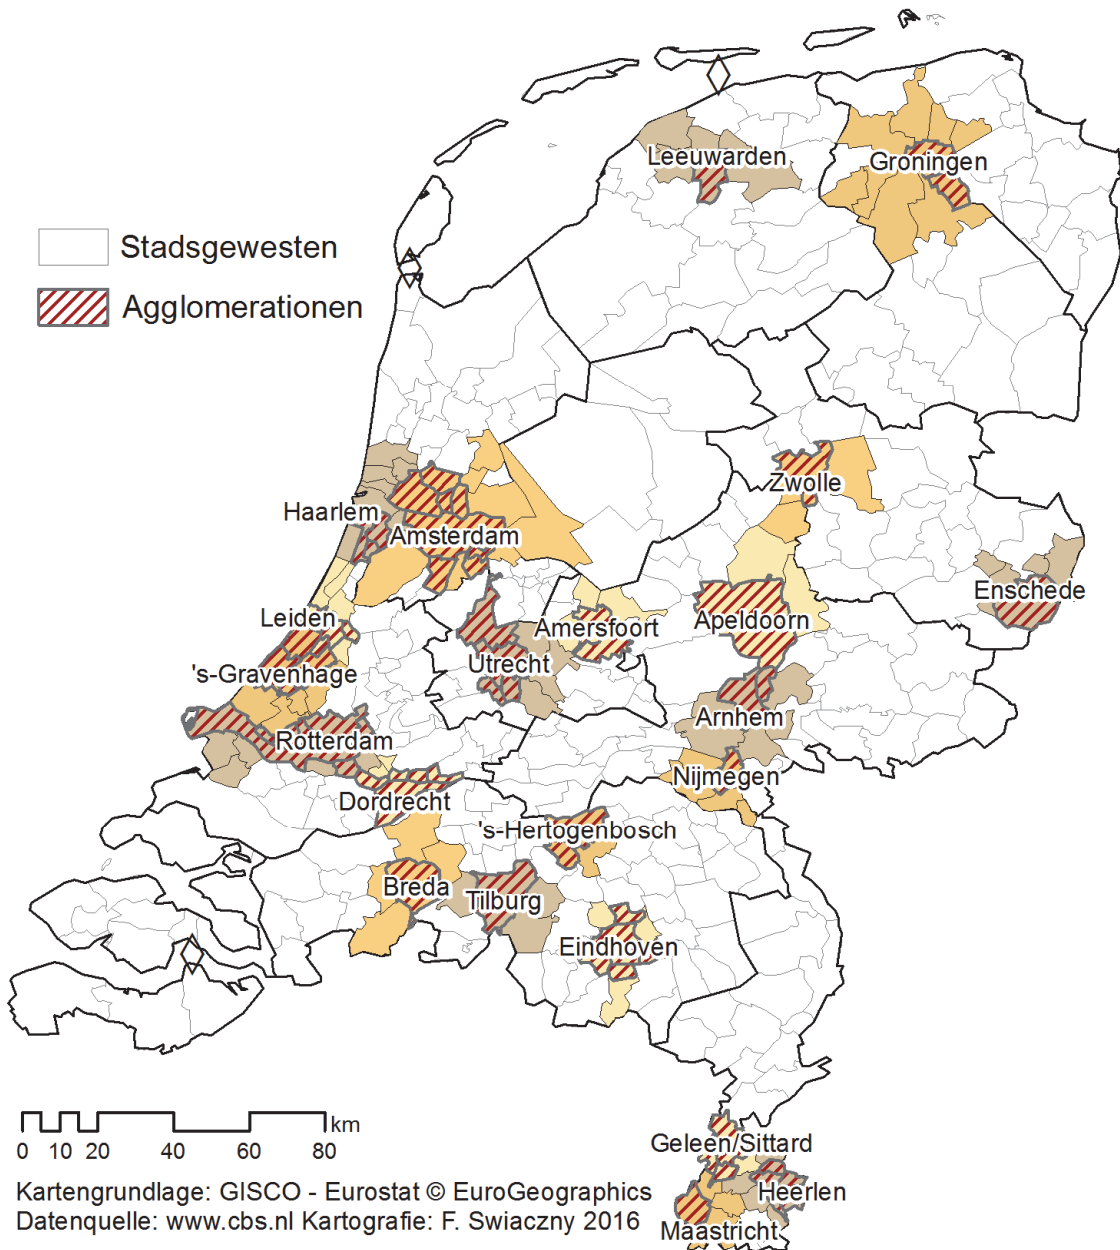 Leeuwarden
Groningen
Stadsgewesten
Agglomerationen
Zwolle
Haarlem
Amsterdam
Enschede
Leiden
Amersfoort
Apeldoorn
Utrecht
's-Gravenhage
Arnhem
Rotterdam
Nijmegen
Dordrecht
's-Hertogenbosch
Breda
Tilburg
Eindhoven
km
0 10 20 40 60 80
Geleen/Sittard
Heerlen
Maastricht
Kartengrundlage: GISCO - Eurostat © EuroGeographics
Datenquelle: www.cbs.nl Kartografie: F. Swiaczny 2016